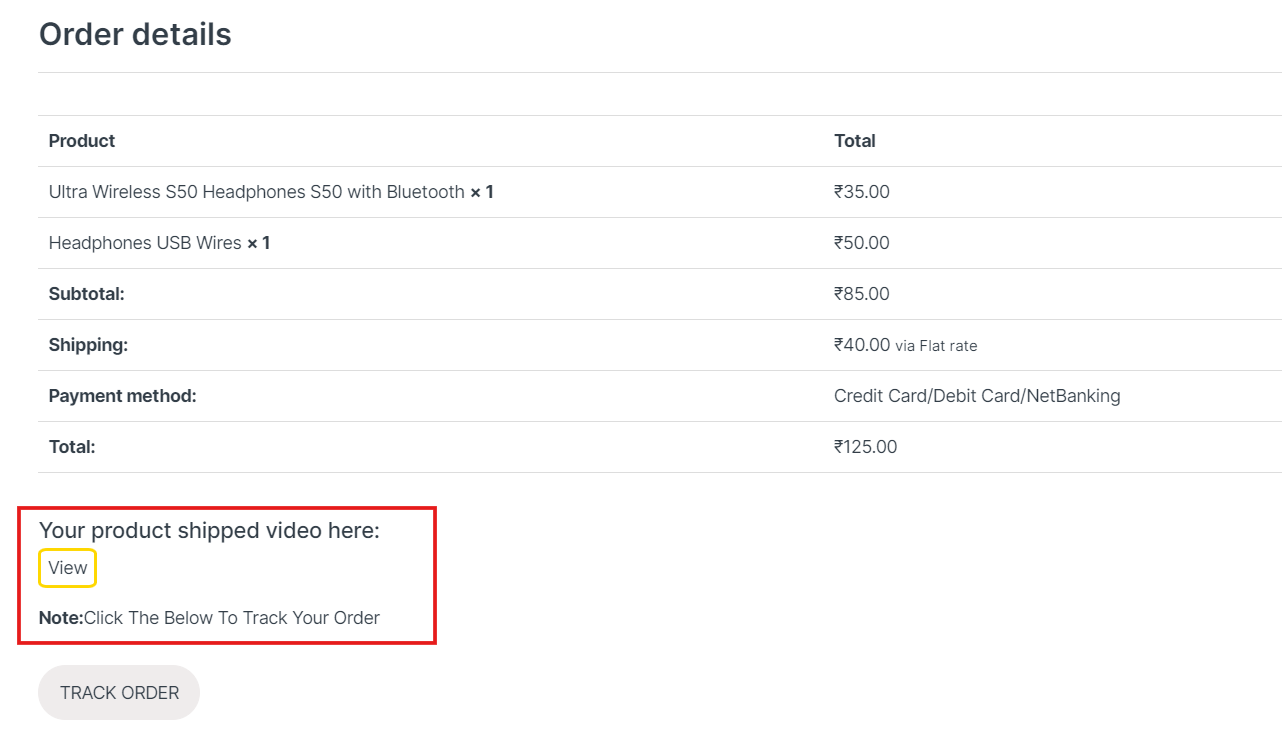 Order details
Product Total
Ultra Wireless S50 Headphones S50 with Bluetooth × 1 ₹35.00
Headphones USB Wires × 1 ₹50.00
Subtotal: ₹85.00
Shipping: ₹40.00 via Flat rate
Payment method: Credit Card/Debit Card/NetBanking
Total: ₹125.00
Your product shipped video here:
View
Note:Click The Below To Track Your Order
TRACK ORDER